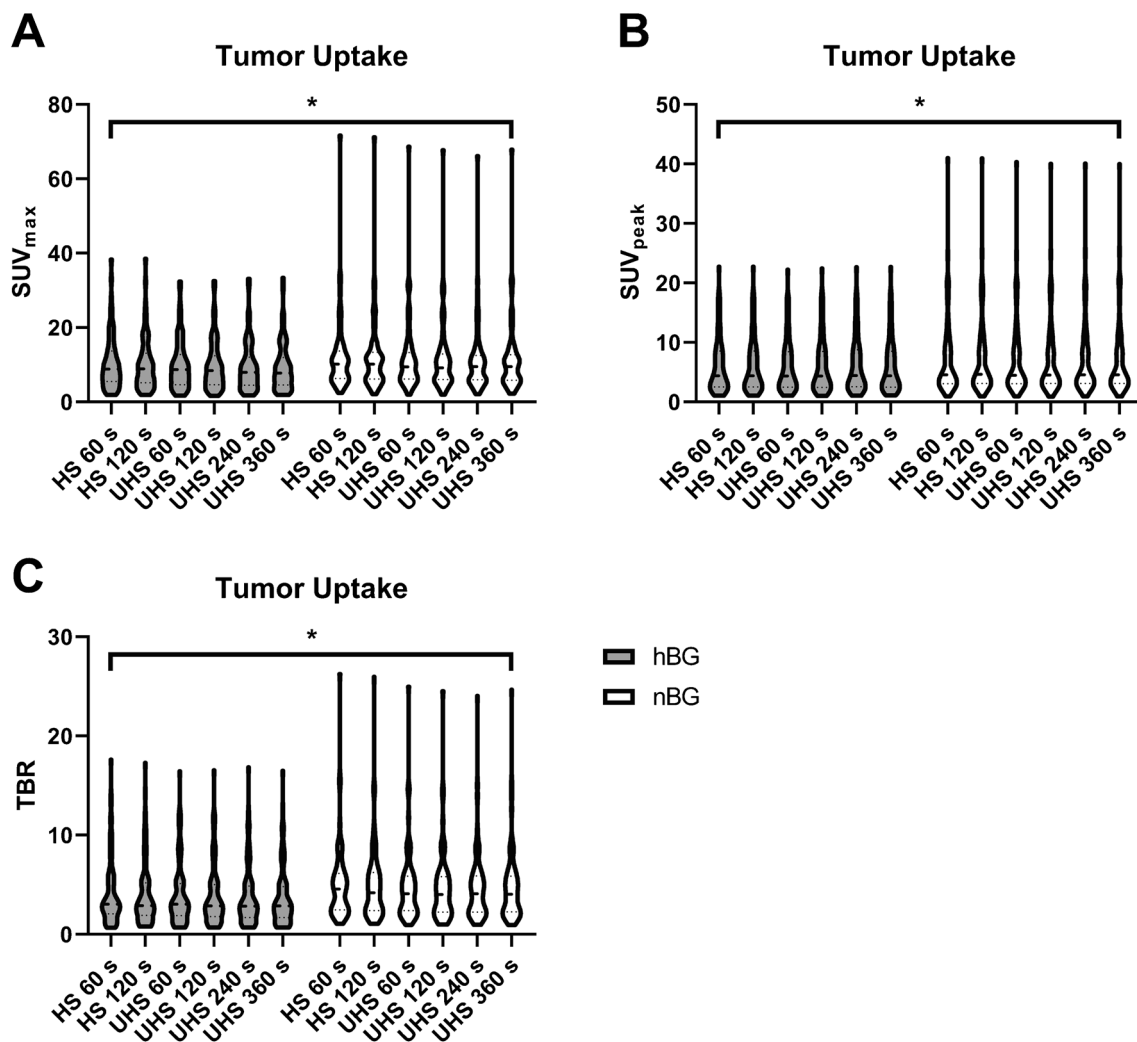 A
Tumor Uptake
*
SUVmax
80
60
40
20
0
HS 60 s
HS 120 s
UHS 60 s
UHS 120 s
UHS 240 s
UHS 360 s
HS 60 s
HS 120 s
UHS 60 s
UHS 120 s
UHS 240 s
UHS 360 s
B
Tumor Uptake
*
SUVpeak
50
40
30
20
10
0
HS 60 s
HS 120 s
UHS 60 s
UHS 120 s
UHS 240 s
UHS 360 s
HS 60 s
HS 120 s
UHS 60 s
UHS 120 s
UHS 240 s
UHS 360 s
C
Tumor Uptake
*
TBR
30
20
10
0
HS 60 s
HS 120 s
UHS 60 s
UHS 120 s
UHS 240 s
UHS 360 s
HS 60 s
HS 120 s
UHS 60 s
UHS 120 s
UHS 240 s
UHS 360 s
hBG
nBG